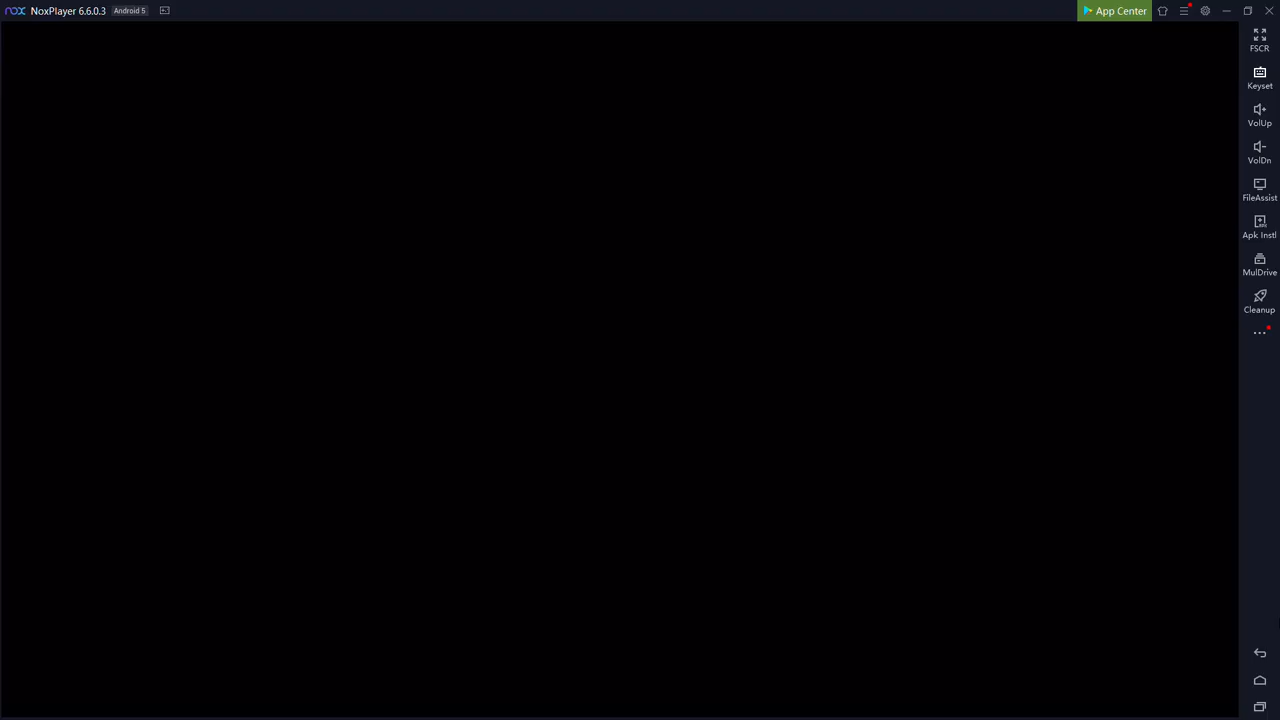 nox NoxPlayer 6.6.0.3 Android 5
App Center
FSCR
Keyset
VolUp
VolDn
FileAssist
Apk Instl
MulDrive
Cleanup